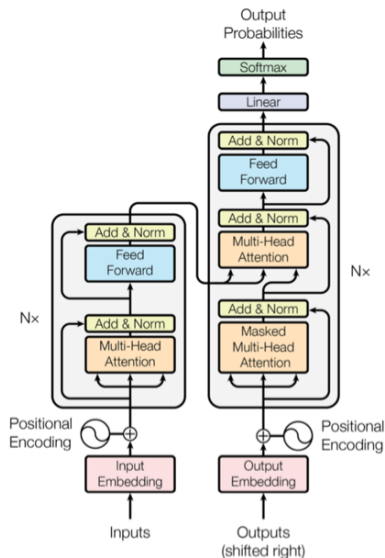 Output
Probabilities
Softmax
Linear
Add & Norm
Feed
Forward
Add & Norm
Multi-Head
Attention
Nx
Add & Norm
Masked
Multi-Head
Attention
Add & Norm
Feed
Forward
Nx
Add & Norm
Multi-Head
Attention
Positional
Encoding
Positional
Encoding
Input
Embedding
Output
Embedding
Inputs
Outputs
(shifted right)